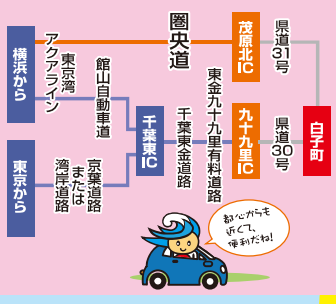 横浜から
東京から
東京湾
アクアライン
館山自動車道
京葉道路
または
湾岸道路
千葉東IC
圏央道
千葉東金道路
東金九十九里有料道路
茂原北IC
九十九里IC
県道31号
県道30号
白子町
都心からも
近くて、
便利だね!